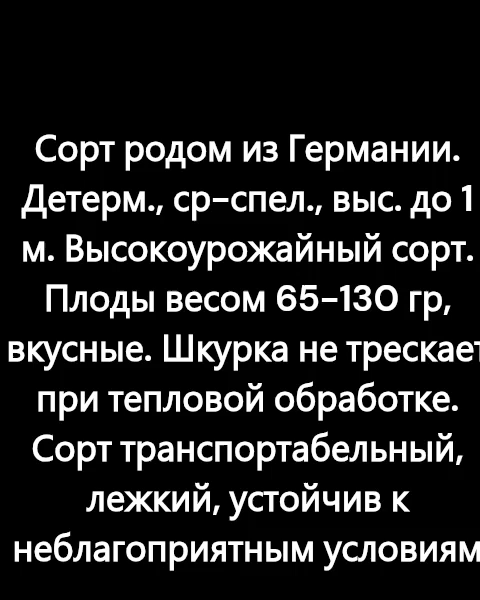 Сорт родом из Германии.
Детерм., ср-спел., выс. до 1
м. Высокоурожайный сорт.
Плоды весом 65-130 гр,
вкусные. Шкурка не трескает
при тепловой обработке.
Сорт транспортабельный,
лежкий, устойчив к
неблагоприятным условиям